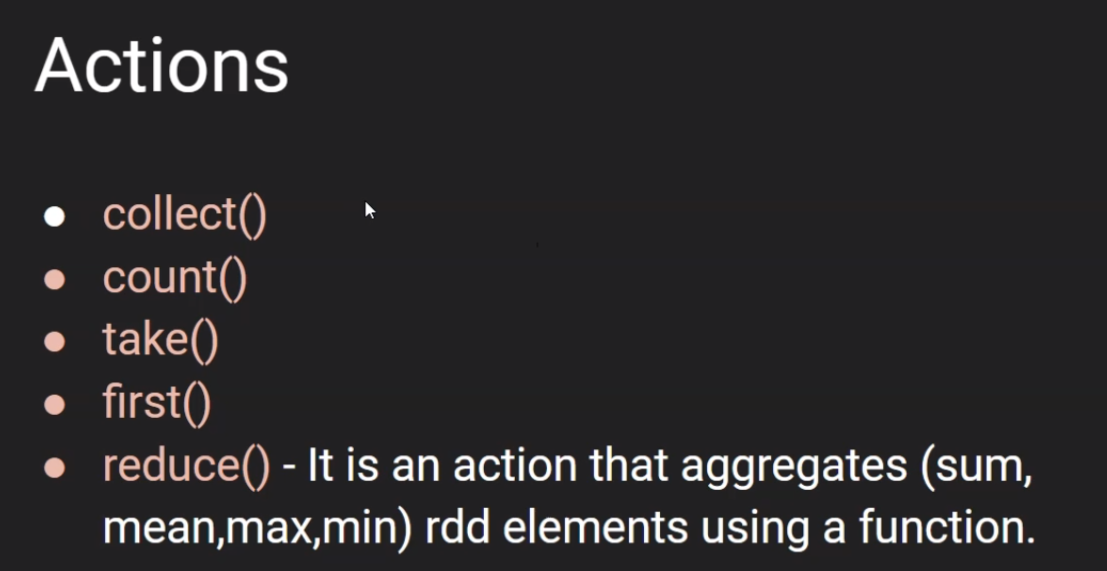 Actions
● collect()
● count()
● take()
● first()
● reduce() - It is an action that aggregates (sum,
mean,max,min) rdd elements using a function.